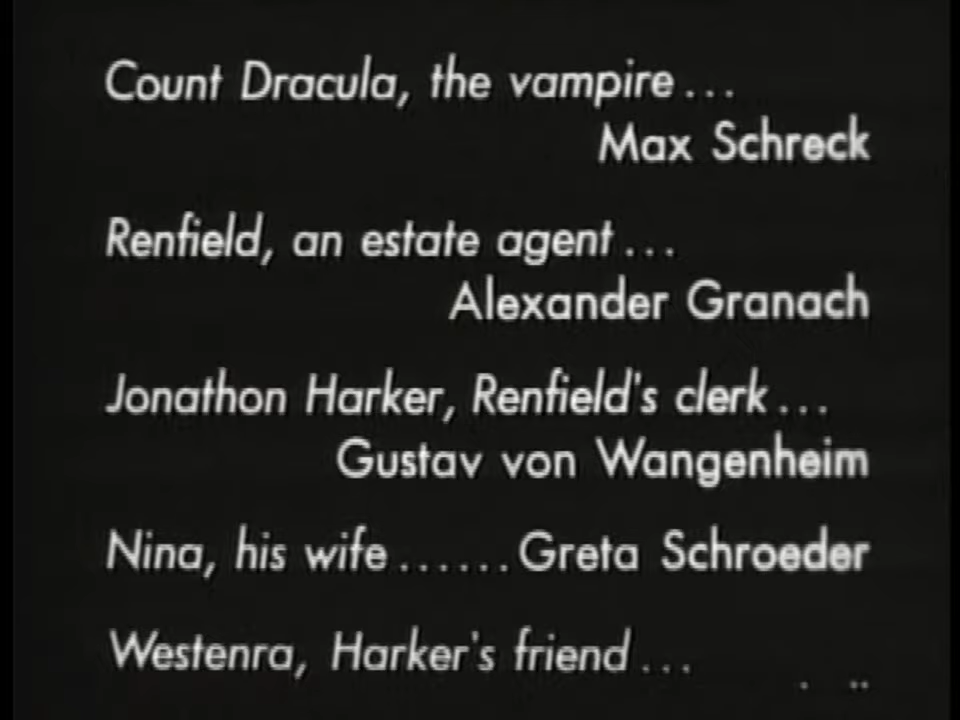 Count Dracula, the vampire...
Max Schreck
Renfield, an estate agent...
Alexander Granach
Jonathon Harker, Renfield's clerk...
Gustav von Wangenheim
Nina, his wife......Greta Schroeder
Westenra, Harker's friend...